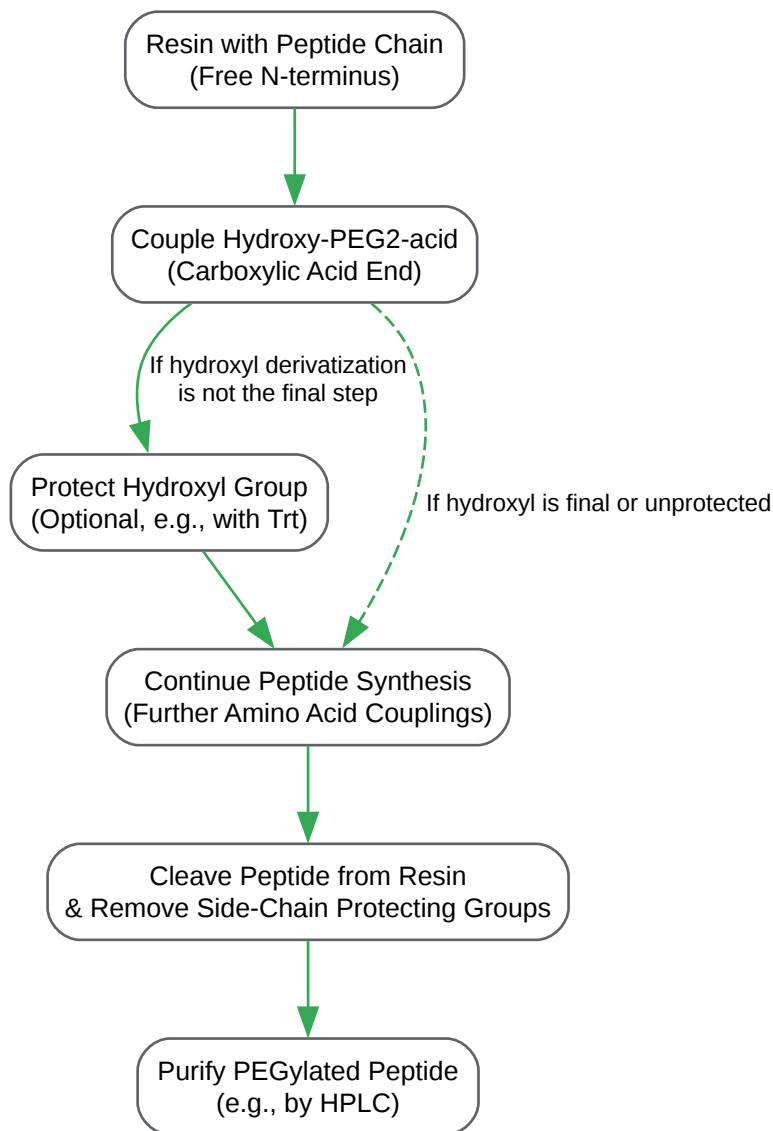 Resin with Peptide Chain
(Free N-terminus)
Couple Hydroxy-PEG2-acid
(Carboxylic Acid End)
If hydroxyl derivatization
is not the final step
Protect Hydroxyl Group
(Optional, e.g., with Trt)
If hydroxyl is final or unprotected
Continue Peptide Synthesis
(Further Amino Acid Couplings)
Cleave Peptide from Resin
& Remove Side-Chain Protecting Groups
Purify PEGylated Peptide
(e.g., by HPLC)